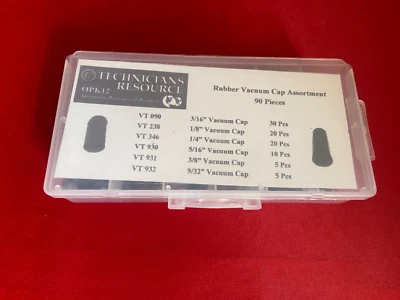 © TECHNICIANS
RESOURCE
OPK12
Rubber Vacuum Cap Assortment
90 Pieces
VT 090 3/16" Vacuum Cap 30 Pcs
VT 238 1/8" Vacuum Cap 20 Pcs
VT 346 1/4" Vacuum Cap 20 Pcs
VT 930 5/16" Vacuum Cap 10 Pcs
VT 931 3/8" Vacuum Cap 5 Pcs
VT 932 9/32" Vacuum Cap 5 Pcs